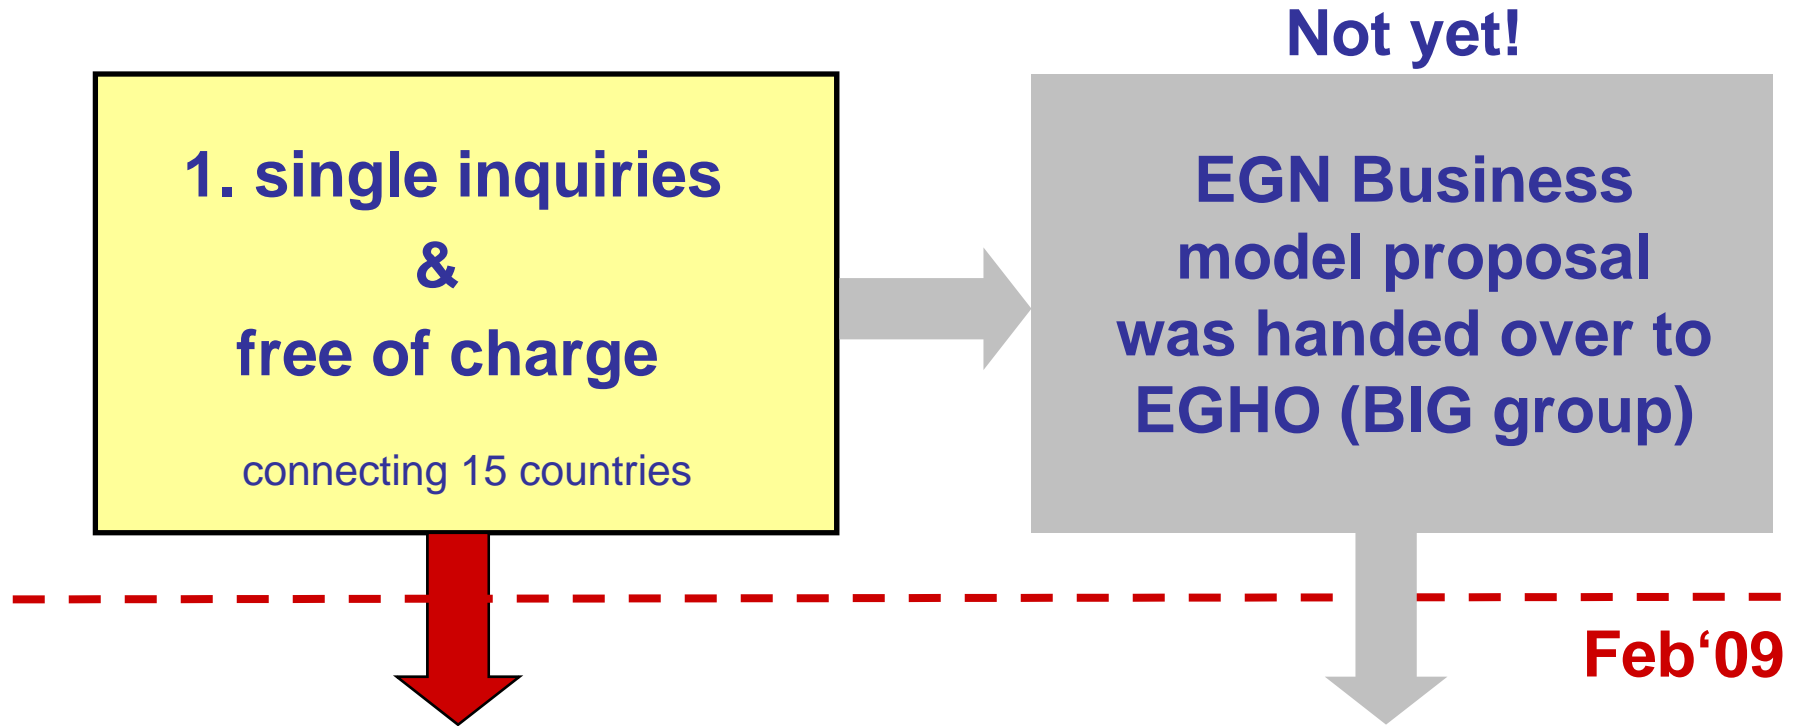 Not yet!
1. single inquiries
&
free of charge
connecting 15 countries
EGN Business
model proposal
was handed over to
EGHO (BIG group)
Feb‘09